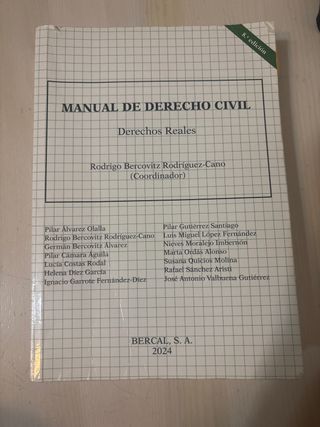 8.ª edición
MANUAL DE DERECHO CIVIL
Derechos Reales
Rodrigo Bercovitz Rodríguez-Cano
(Coordinador)
Pilar Álvarez Olalla
Rodrigo Bercovitz Rodríguez-Cano
Germán Bercovitz Álvarez
Pilar Cámara Águila
Lucía Costas Rodal
Helena Díez García
Ignacio Garrote Fernández-Díez
Pilar Gutiérrez Santiago
Luis Miguel López Fernández
Nieves Moralejo Imbernón
Marta Ordás Alonso
Susana Quicios Molina
Rafael Sánchez Aristi
José Antonio Valbuena Gutiérrez
BERCAL, S. A.
2024